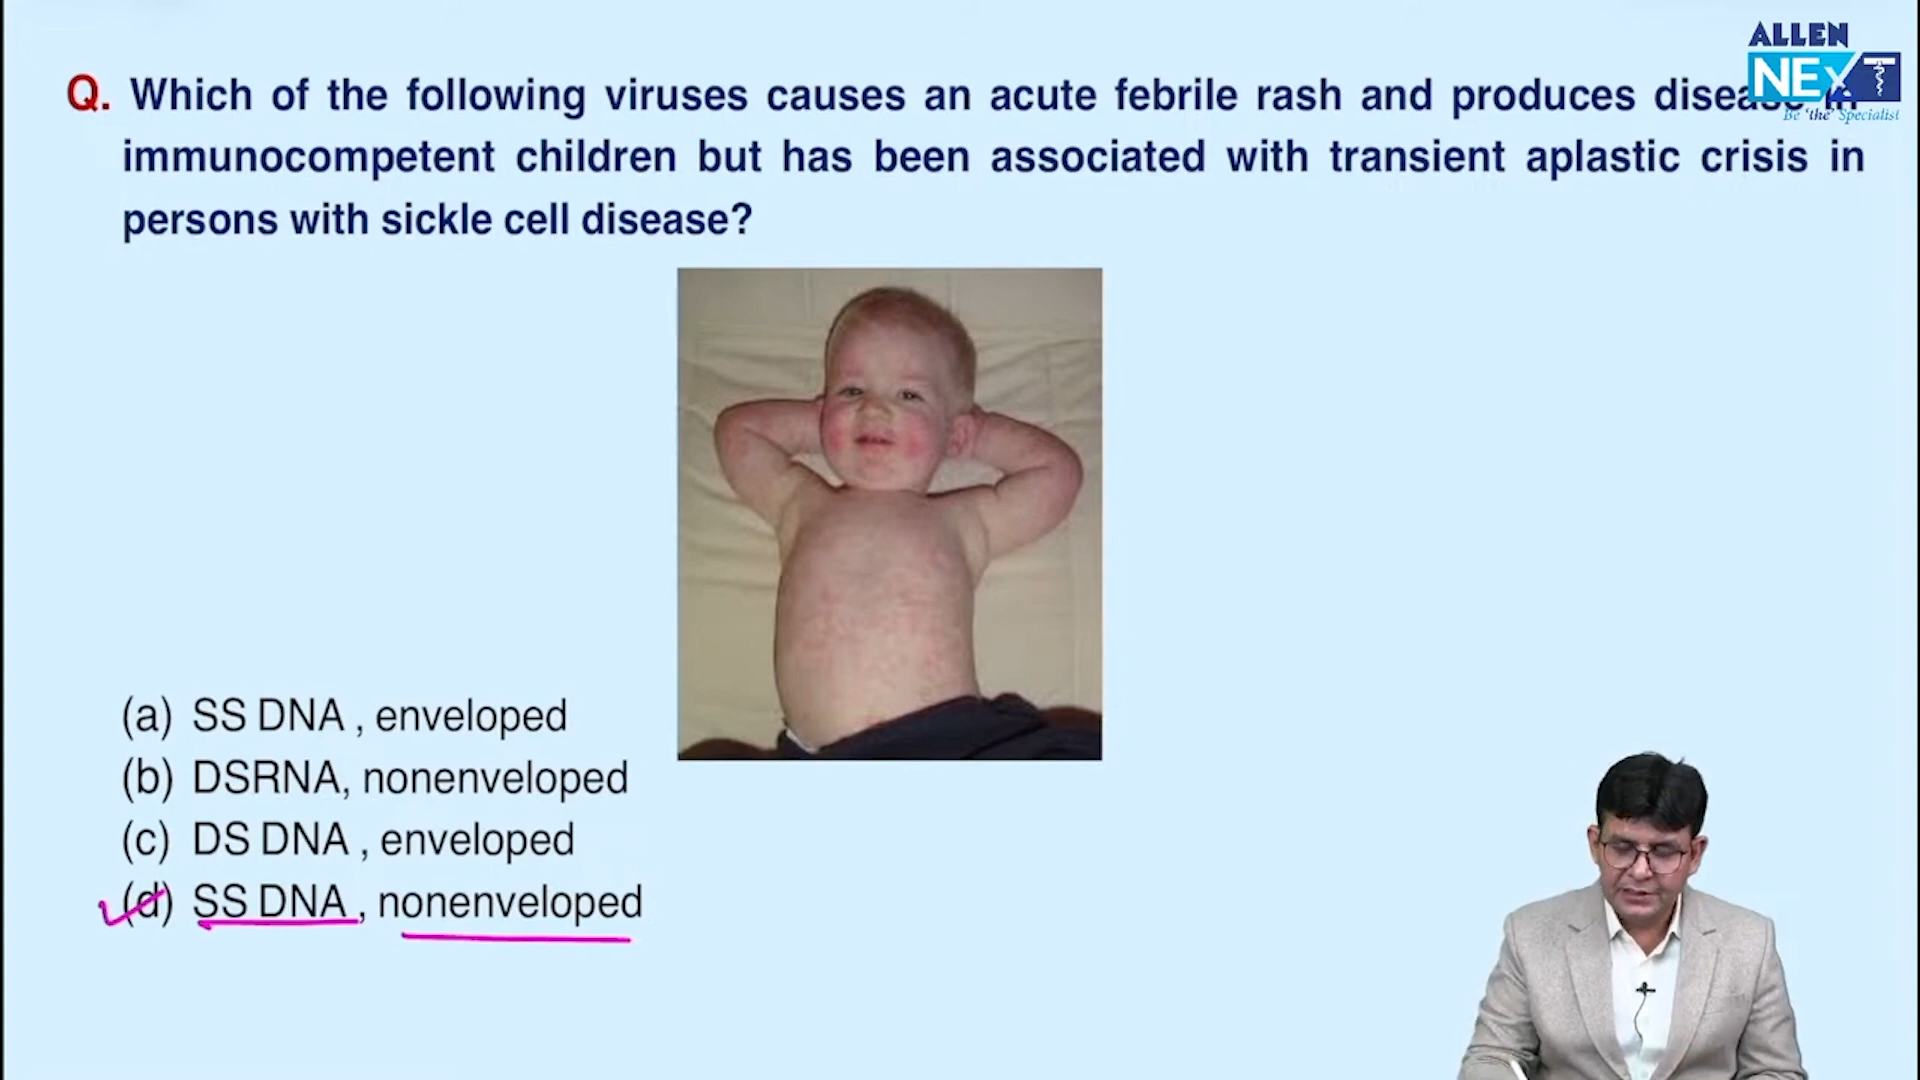 ALLEN
NEXT
Be 'the' Specialist
Q. Which of the following viruses causes an acute febrile rash and produces disease in
immunocompetent children but has been associated with transient aplastic crisis in
persons with sickle cell disease?
(a) SS DNA , enveloped
(b) DSRNA, nonenveloped
(c) DS DNA , enveloped
(d) SS DNA , nonenveloped